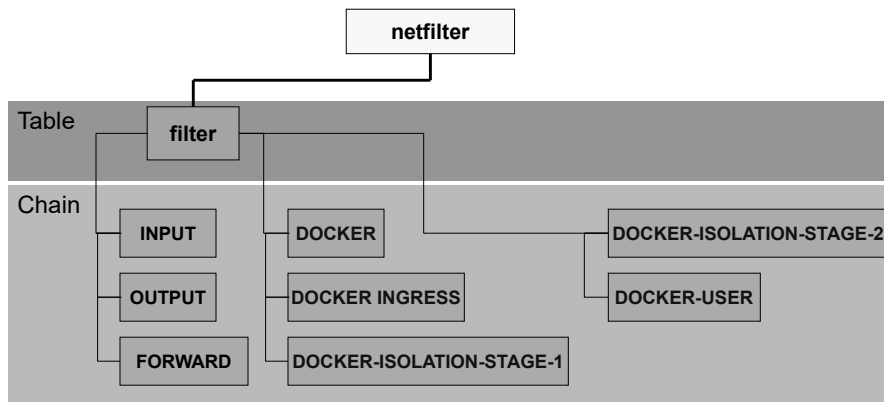 netfilter
Table
filter
Chain
INPUT
DOCKER
DOCKER-ISOLATION-STAGE-2
OUTPUT
DOCKER INGRESS
DOCKER-USER
FORWARD
DOCKER-ISOLATION-STAGE-1